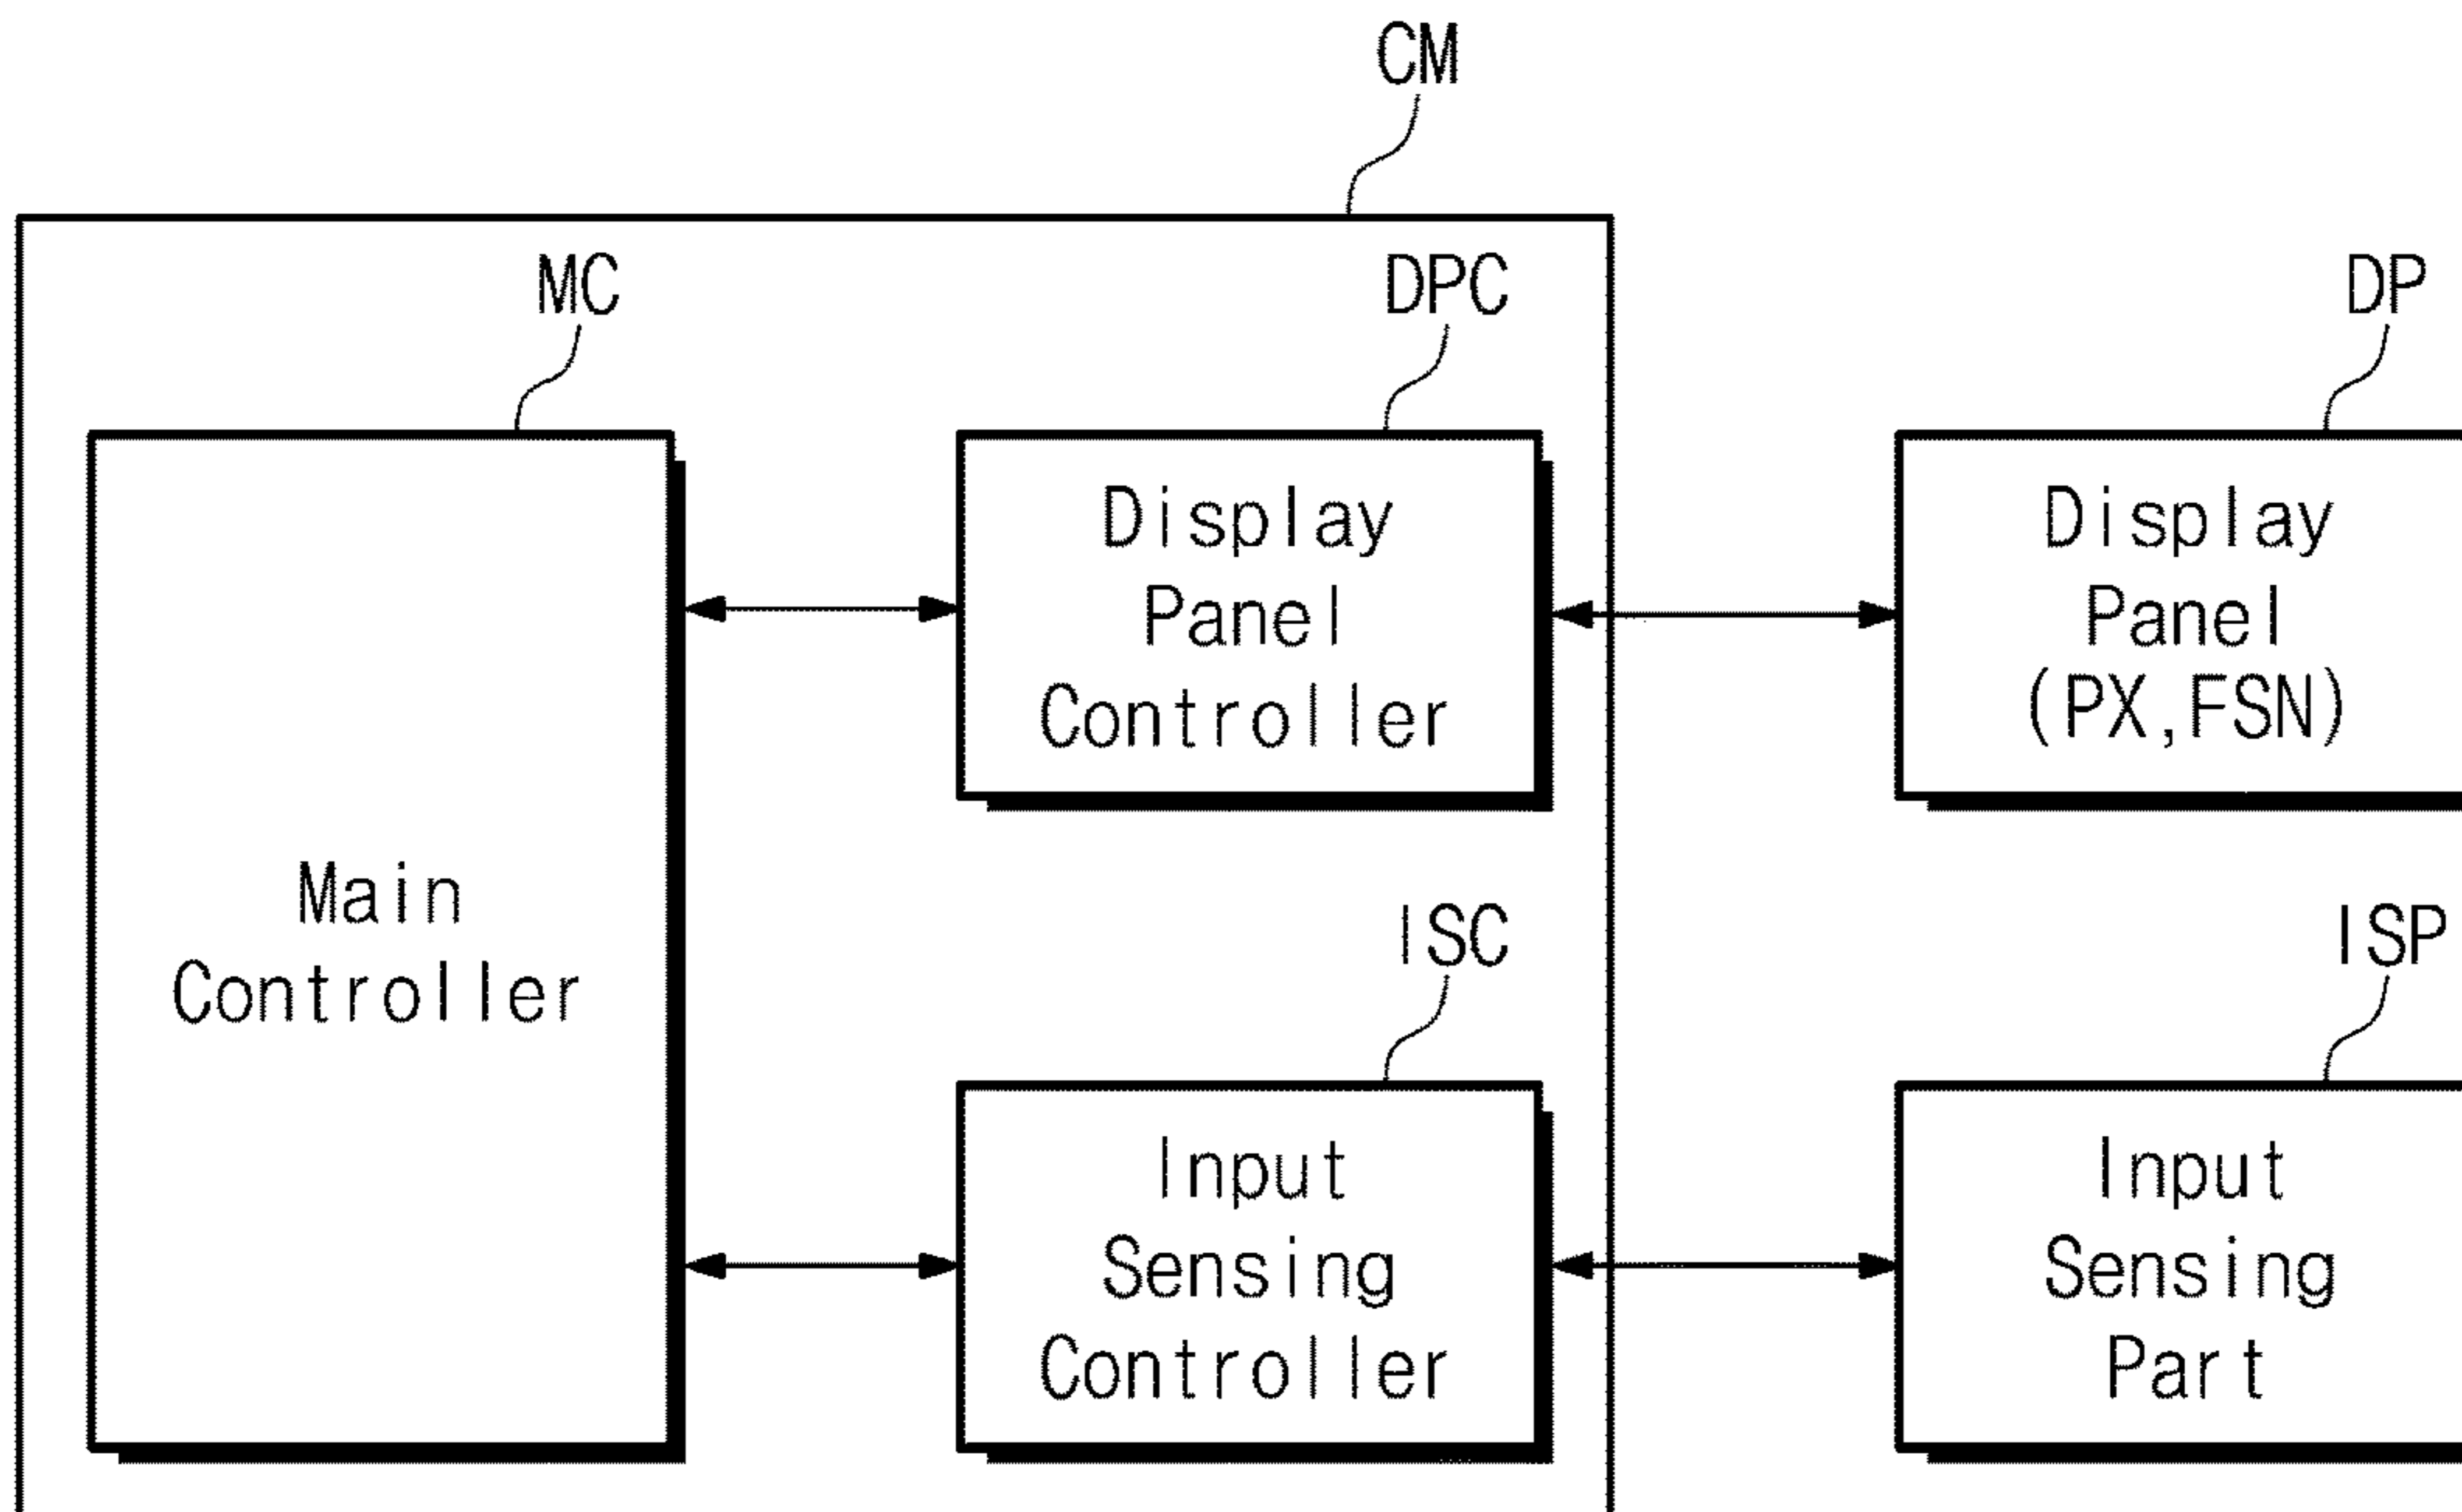 CM
MC
DPC
DP
Display
Panel
Controller
Display
Panel
(PX,FSN)
Main
Controller
ISC
ISP
Input
Sensing
Controller
Input
Sensing
Part